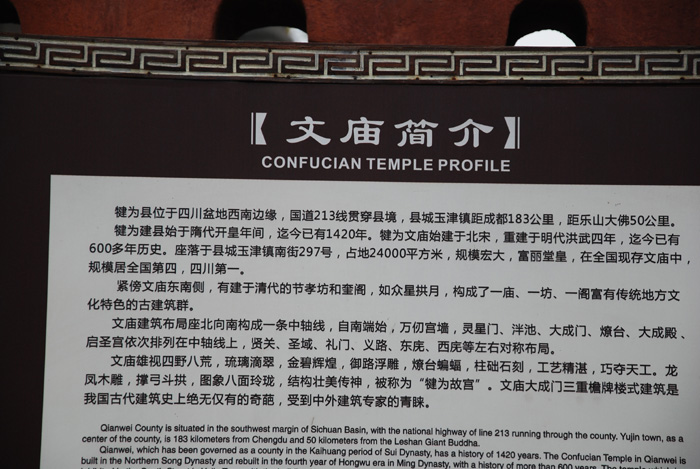 【文庙简介】
CONFUCIAN TEMPLE PROFILE
犍为县位于四川盆地西南边缘，国道213线贯穿县境，县城玉津镇距成都183公里，距乐山大佛50公里。
犍为建县始于隋代开皇年间，迄今已有1420年。犍为文庙始建于北宋，重建于明代洪武四年，迄今已有
600多年历史。座落于县城玉津镇南街297号，占地24000平方米，规模宏大，富丽堂皇，在全国现存文庙中，
规模居全国第四，四川第一。
紧傍文庙东南侧，有建于清代的节孝坊和奎阁，如众星拱月，构成了一庙、一坊、一阁富有传统地方文
化特色的古建筑群。
文庙建筑布局座北向南构成一条中轴线，自南端始，万仞宫墙，灵星门、泮池、大成门、燎台、大成殿、
启圣宫依次排列在中轴线上，贤关、圣域、礼门、义路、东庑、西庑等左右对称布局。
文庙雄视四野八荒，琉璃滴翠，金碧辉煌，御路浮雕，燎台蝙蝠，柱础石刻，工艺精湛，巧夺天工。龙
凤木雕，撑弓斗拱，图象八面玲珑，结构壮美传神，被称为“犍为故宫”。文庙大成门三重檐牌楼式建筑是
我国古代建筑史上绝无仅有的奇葩，受到中外建筑专家的青睐。
Qianwei County is situated in the southwest margin of Sichuan Basin, with the national highway of line 213 running through the county. Yujin town, as a
center of the county, is 183 kilometers from Chengdu and 50 kilometers from the Leshan Giant Buddha.
Qianwei, which has been governed as a county in the Kaihuang period of Sui Dynasty, has a history of 1420 years. The Confucian Temple in Qianwei is
built in the Northern Song Dynasty and rebuilt in the fourth year of Hongwu era in Ming Dynasty, with a history of more than 600 years.